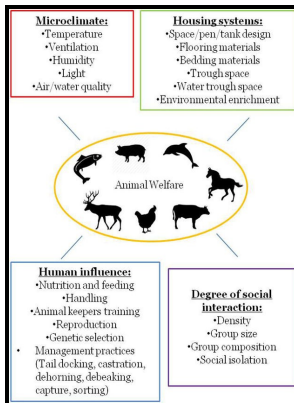 Microclimate:
•Temperature
•Ventilation
•Humidity
•Light
•Air/water quality
Housing systems:
•Space/pen/tank design
•Flooring materials
•Bedding materials
•Trough space
•Water trough space
•Environmental enrichment
Animal Welfare
Human influence:
•Nutrition and feeding
•Handling
•Animal keepers training
•Reproduction
•Genetic selection
• Management practices
(Tail docking, castration,
dehorning, debeaking,
capture, sorting)
Degree of social
interaction:
•Density
•Group size
•Group composition
•Social isolation